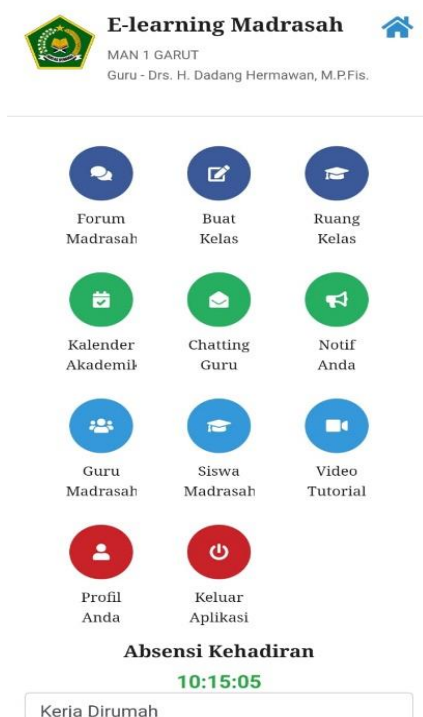 E-learning Madrasah
MAN 1 GARUT
Guru - Drs. H. Dadang Hermawan, M.P.Fis.
Forum
Madrasah
Buat
Kelas
Ruang
Kelas
Kalender
Akademik
Chatting
Guru
Notif
Anda
Guru
Madrasah
Siswa
Madrasah
Video
Tutorial
Profil
Anda
Keluar
Aplikasi
Absensi Kehadiran
10:15:05
Kerja Dirumah